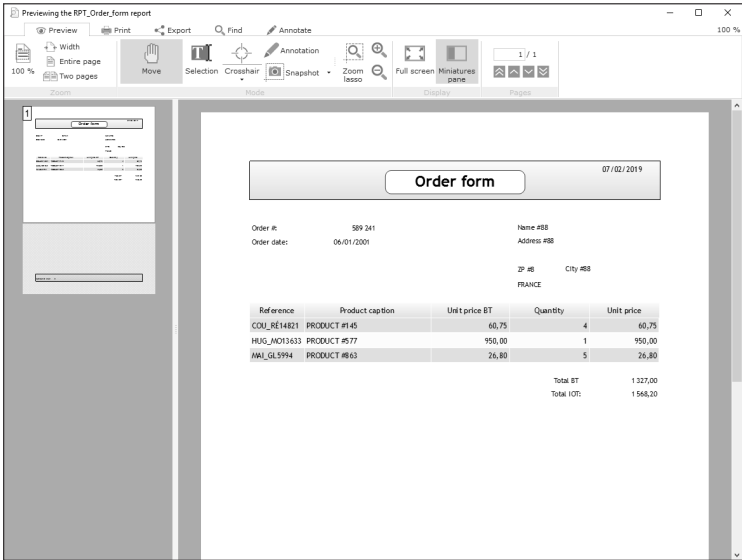 Previewing the RPT_Order_form report
Preview Print Export Find Annotate 100 %
100 % Width Entire page Two pages Zoom
Move Selection Crosshair Annotation Snapshot Zoom lasso Mode
Full screen Miniatures pane Display
1 / 1 Pages
1
Order form
07/02/2019
Order form
Order #: 589 241 Name #88
Order date: 06/01/2001 Address #88
ZP #8 City #88
FRANCE
Reference Product caption Unit price BT Quantity Unit price
COU_RÉ14821 PRODUCT #145 60,75 4 60,75
HUG_MO13633 PRODUCT #577 950,00 1 950,00
MAI_GL5994 PRODUCT #863 26,80 5 26,80
Total BT 1 327,00
Total IOT: 1 568,20